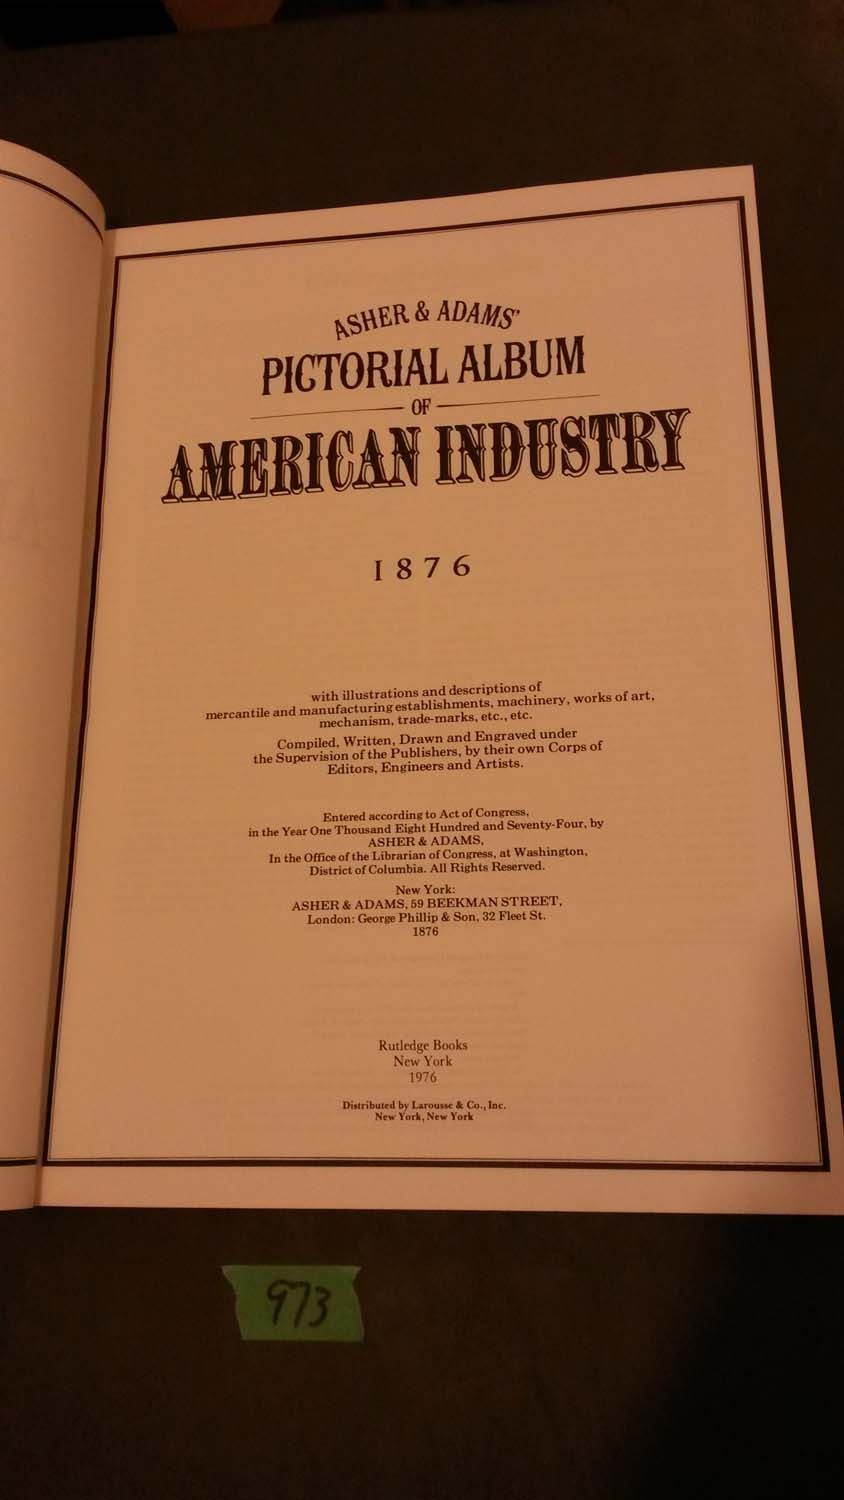 ASHER & ADAMS'
PICTORIAL ALBUM
OF
AMERICAN INDUSTRY
1876
with illustrations and descriptions of
mercantile and manufacturing establishments, machinery, works of art,
mechanism, trade-marks, etc., etc.
Compiled, Written, Drawn and Engraved under
the Supervision of the Publishers, by their own Corps of
Editors, Engineers and Artists.
Entered according to Act of Congress,
in the Year One Thousand Eight Hundred and Seventy-Four, by
ASHER & ADAMS,
In the Office of the Librarian of Congress, at Washington,
District of Columbia. All Rights Reserved.
New York:
ASHER & ADAMS, 59 BEEKMAN STREET,
London: George Phillip & Son, 32 Fleet St.
1876
Rutledge Books
New York
1976
Distributed by Larousse & Co., Inc.
New York, New York
973